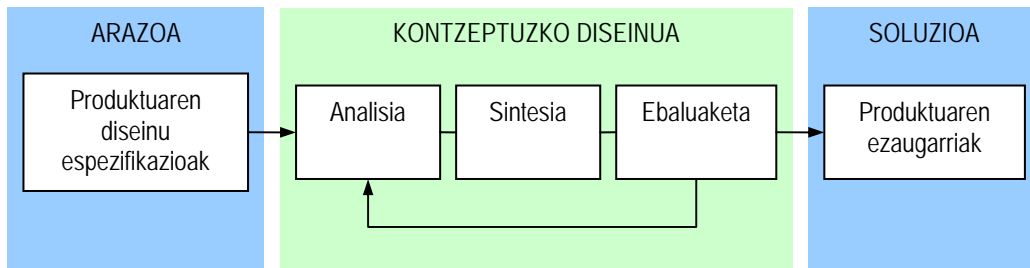 ARAZOA
Produktuaren
diseinu
espezifikazioak
KONTZEPTUZKO DISEINUA
Analisia
Sintesia
Ebaluaketa
SOLUZIOA
Produktuaren
ezaugarriak